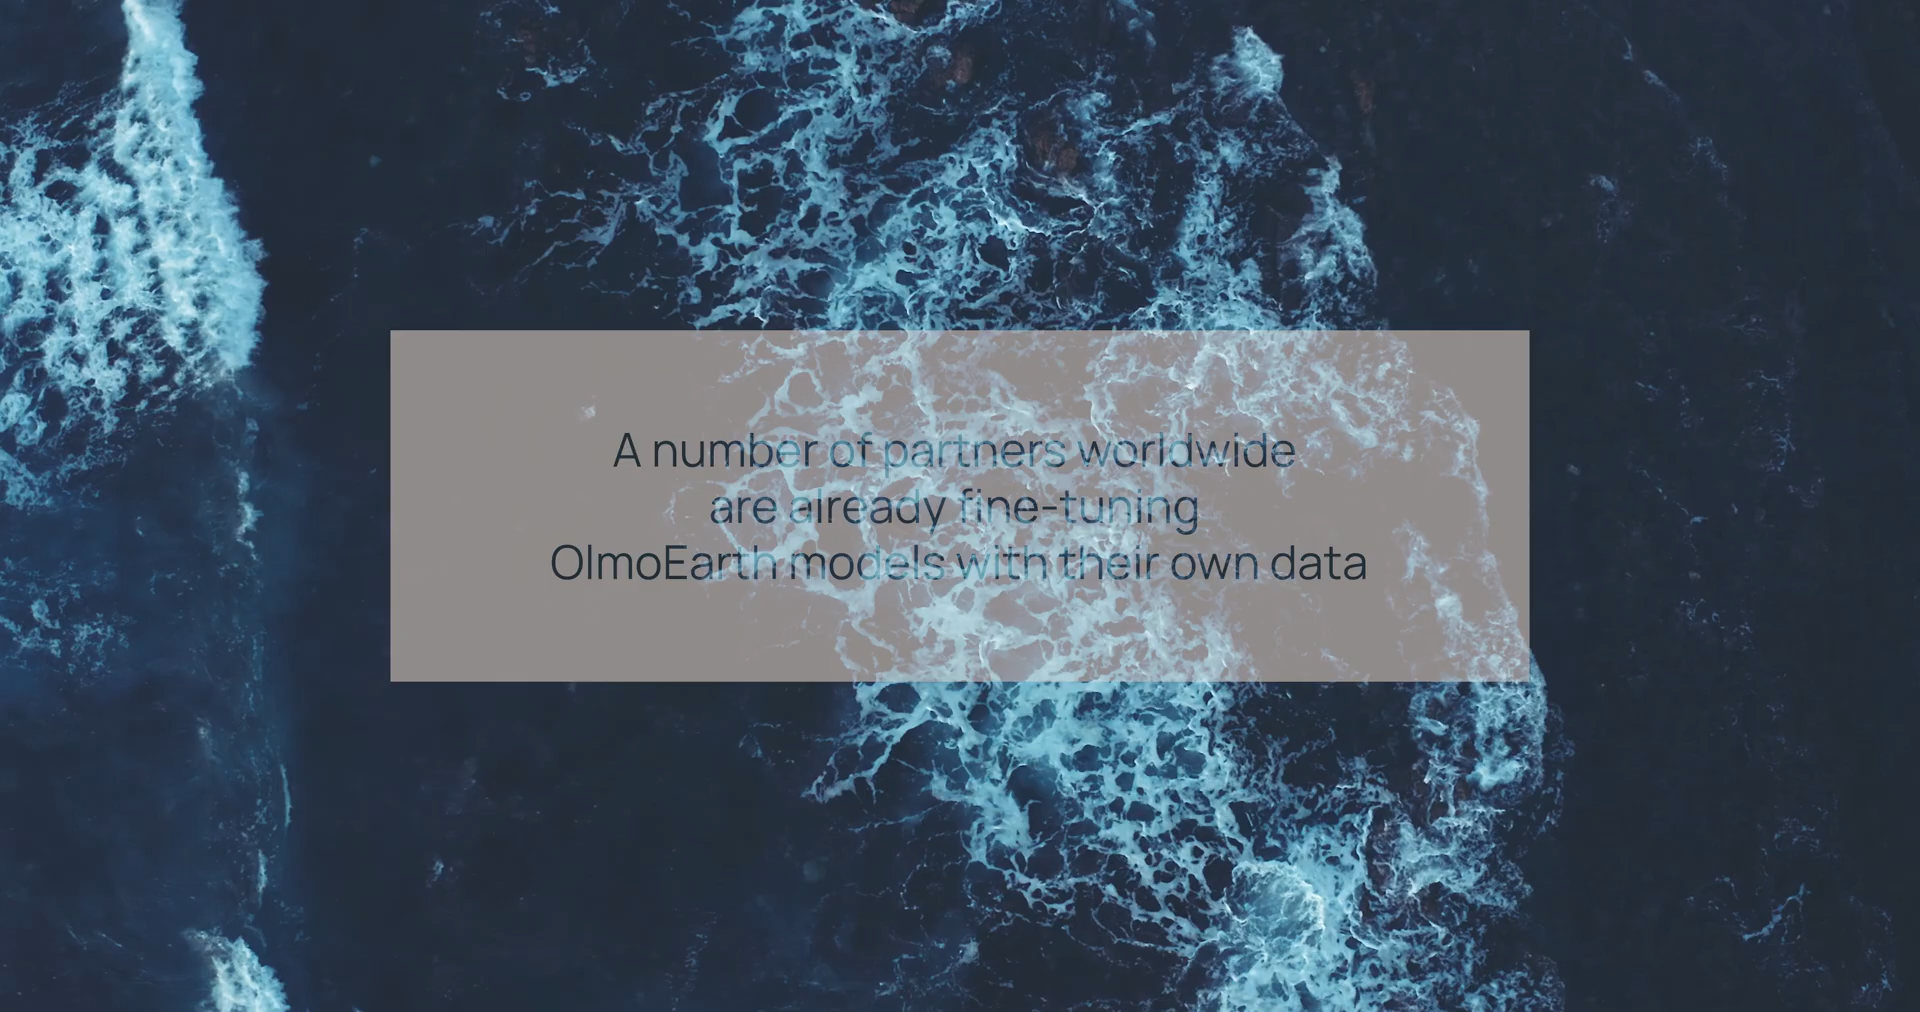 A number of partners worldwide
are already fine-tuning
OlmoEarth models with their own data